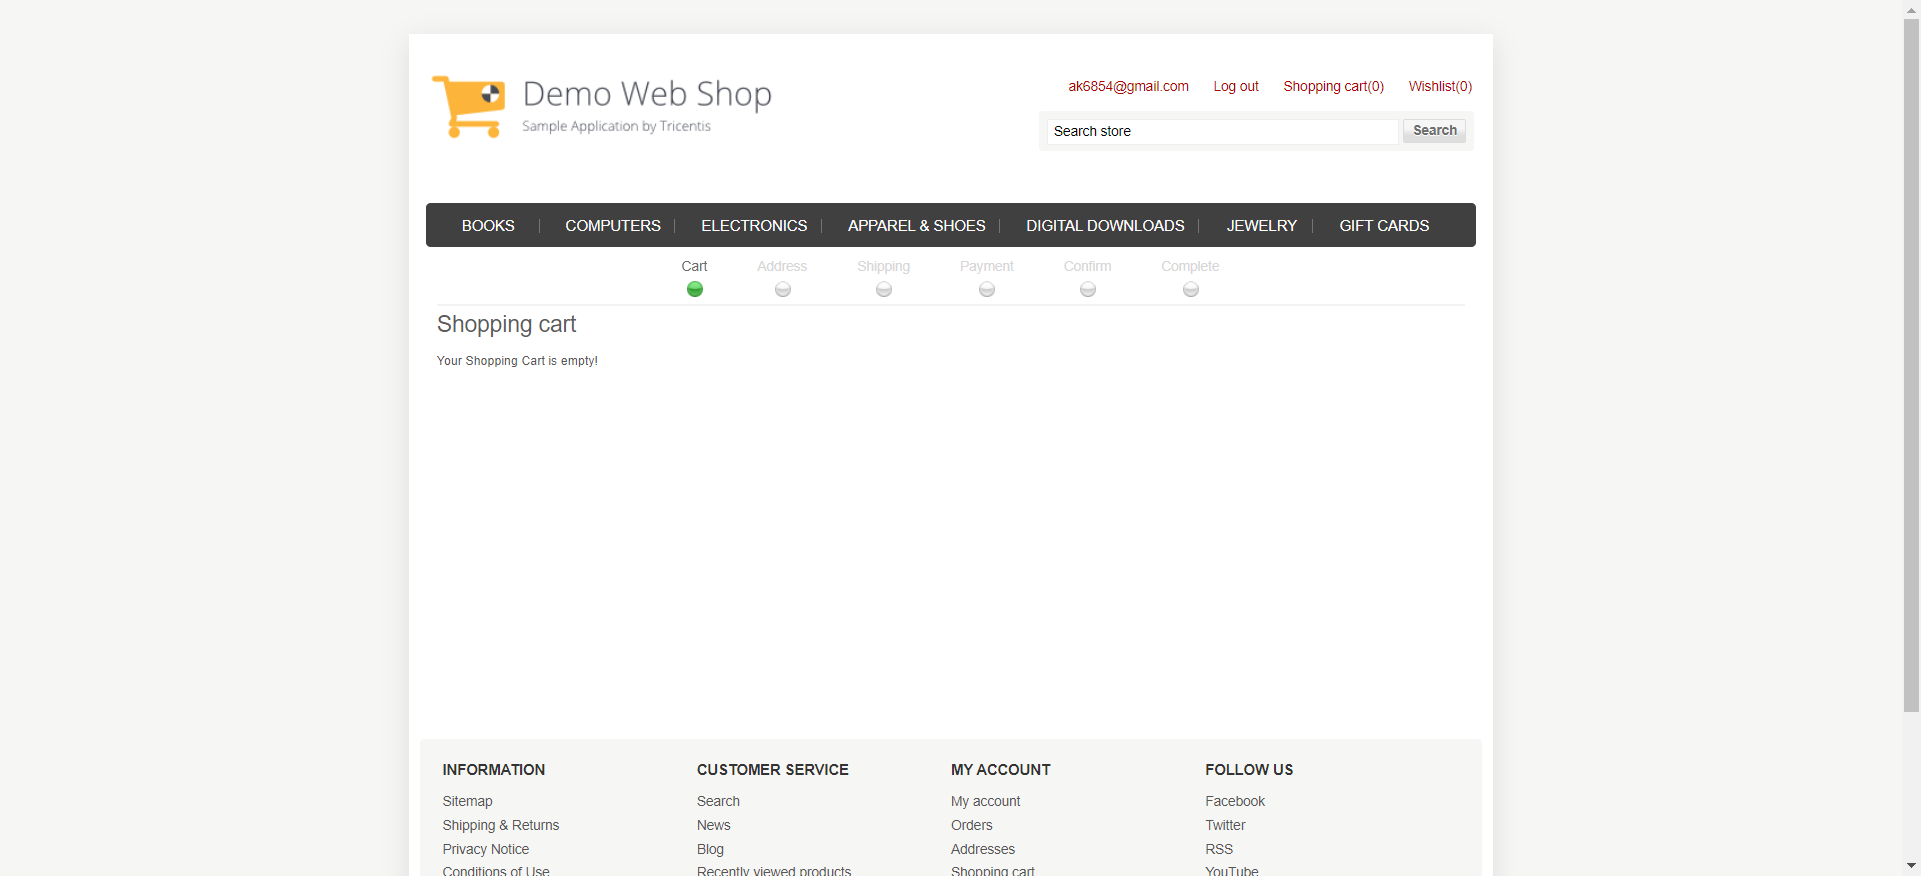 Demo Web Shop
Sample Application by Tricentis
ak6854@gmail.com Log out Shopping cart(0) Wishlist(0)
Search store Search
BOOKS COMPUTERS ELECTRONICS APPAREL & SHOES DIGITAL DOWNLOADS JEWELRY GIFT CARDS
Cart Address Shipping Payment Confirm Complete
Shopping cart
Your Shopping Cart is empty!
INFORMATION CUSTOMER SERVICE MY ACCOUNT FOLLOW US
Sitemap Search My account Facebook
Shipping & Returns News Orders Twitter
Privacy Notice Blog Addresses RSS
Conditions of Use Recently viewed products Shopping cart YouTube